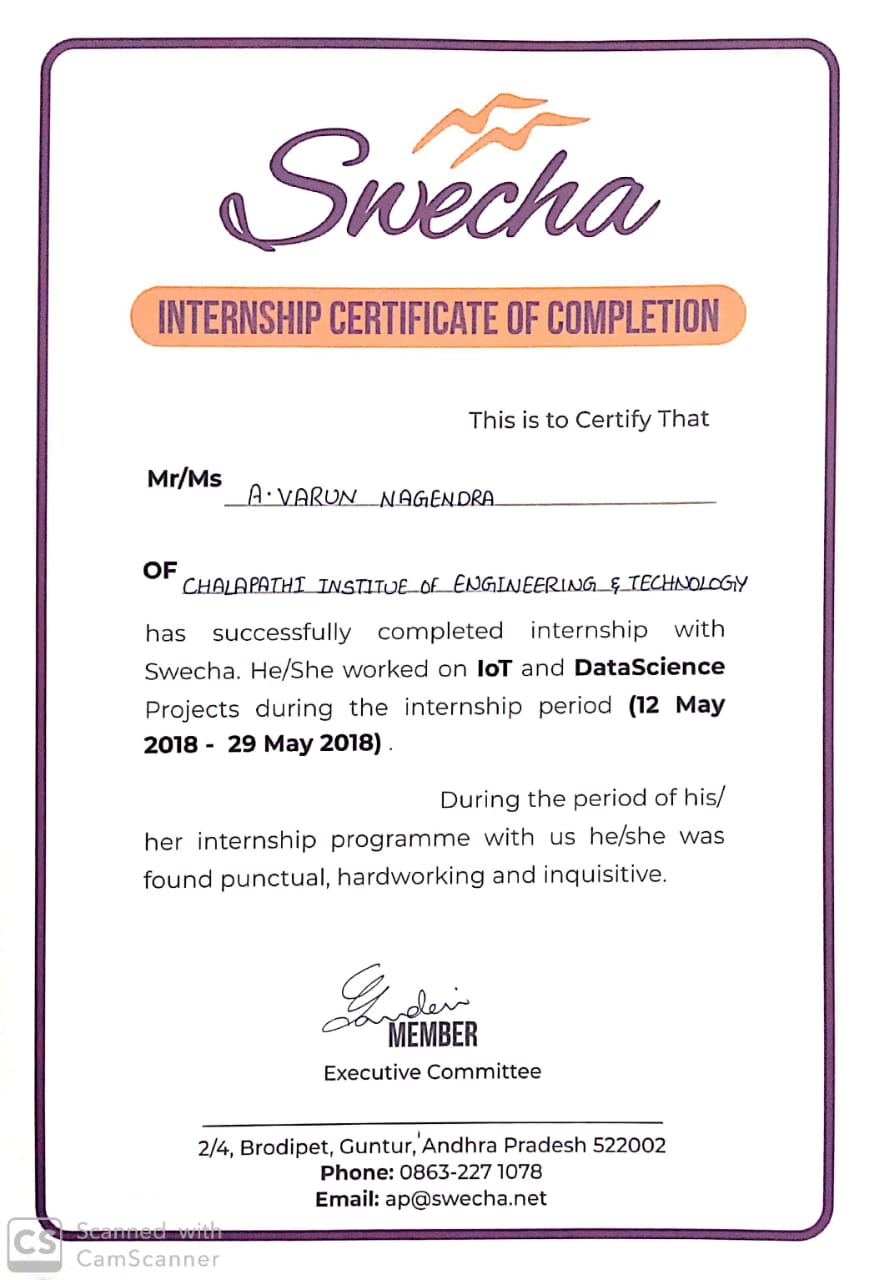 Swecha
INTERNSHIP CERTIFICATE OF COMPLETION
This is to Certify That
Mr/Ms A. VARUN NAGENDRA
OF CHALAPATHI INSTITUE OF ENGINEERING & TECHNOLOGY
has successfully completed internship with
Swecha. He/She worked on IoT and DataScience
Projects during the internship period (12 May
2018 - 29 May 2018) .
During the period of his/
her internship programme with us he/she was
found punctual, hardworking and inquisitive.
MEMBER
Executive Committee
2/4, Brodipet, Guntur, Andhra Pradesh 522002
Phone: 0863-227 1078
Email: ap@swecha.net
CS Scanned with
CamScanner